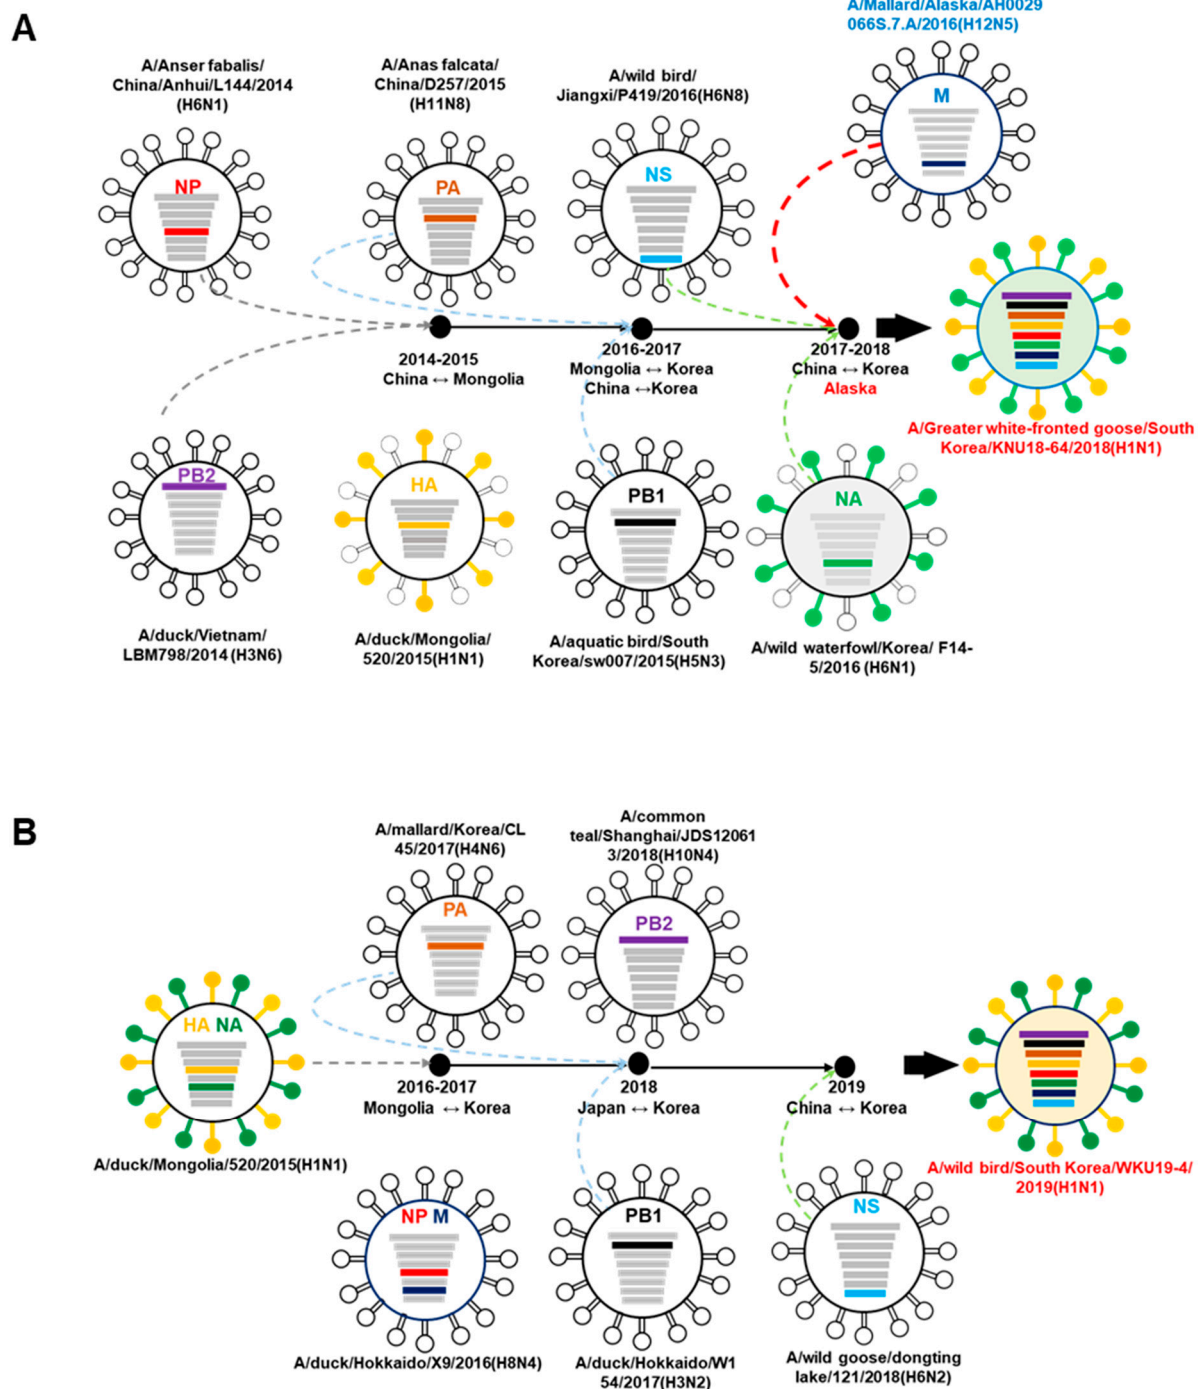 A
A/Mallard/Alaska/AH0029
066S.7.A/2016(H12N5)
A/Anser fabalis/
China/Anhui/L144/2014
(H6N1)
A/Anas falcata/
China/D257/2015
(H11N8)
A/wild bird/
Jiangxi/P419/2016(H6N8)
M
NP
PA
NS
2014-2015
China ↔ Mongolia
2016-2017
Mongolia ↔ Korea
China ↔Korea
2017-2018
China ↔ Korea
Alaska
A/Greater white-fronted goose/South
Korea/KNU18-64/2018(H1N1)
PB2
HA
PB1
NA
A/duck/Vietnam/
LBM798/2014 (H3N6)
A/duck/Mongolia/
520/2015(H1N1)
A/aquatic bird/South
Korea/sw007/2015(H5N3)
A/wild waterfowl/Korea/ F14-
5/2016 (H6N1)
B
A/mallard/Korea/CL
45/2017(H4N6)
A/common
teal/Shanghai/JDS12061
3/2018(H10N4)
PA
PB2
HA NA
2016-2017
Mongolia ↔ Korea
2018
Japan ↔ Korea
2019
China ↔ Korea
A/duck/Mongolia/520/2015(H1N1)
A/wild bird/South Korea/WKU19-4/
2019(H1N1)
NP M
PB1
NS
A/duck/Hokkaido/X9/2016(H8N4)
A/duck/Hokkaido/W1
54/2017(H3N2)
A/wild goose/dongting
lake/121/2018(H6N2)